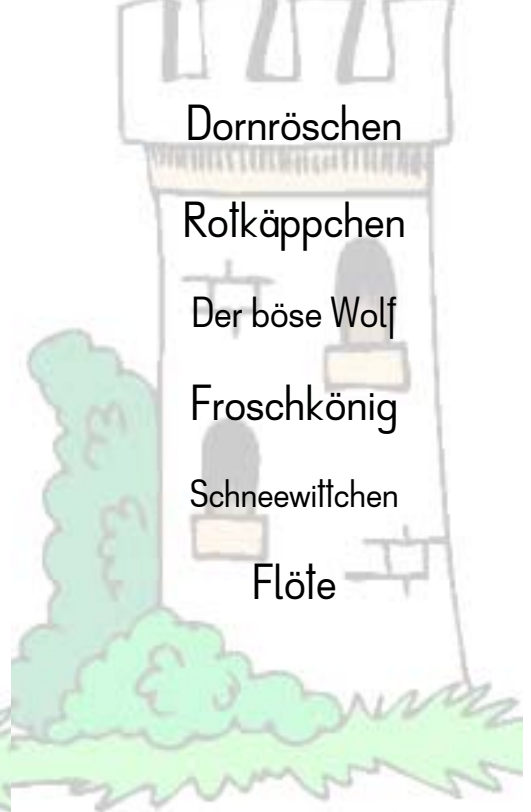 Dornröschen
Rotkäppchen
Der böse Wolf
Froschkönig
Schneewittchen
Flöte